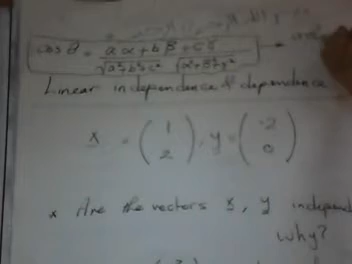 cos θ = aα + bβ + cγ / √a²+b²+c² √α²+β²+γ² =
Linear independence & dependence
x = (1 2), y = (-2 0)
* Are the vectors x, y independ
why?